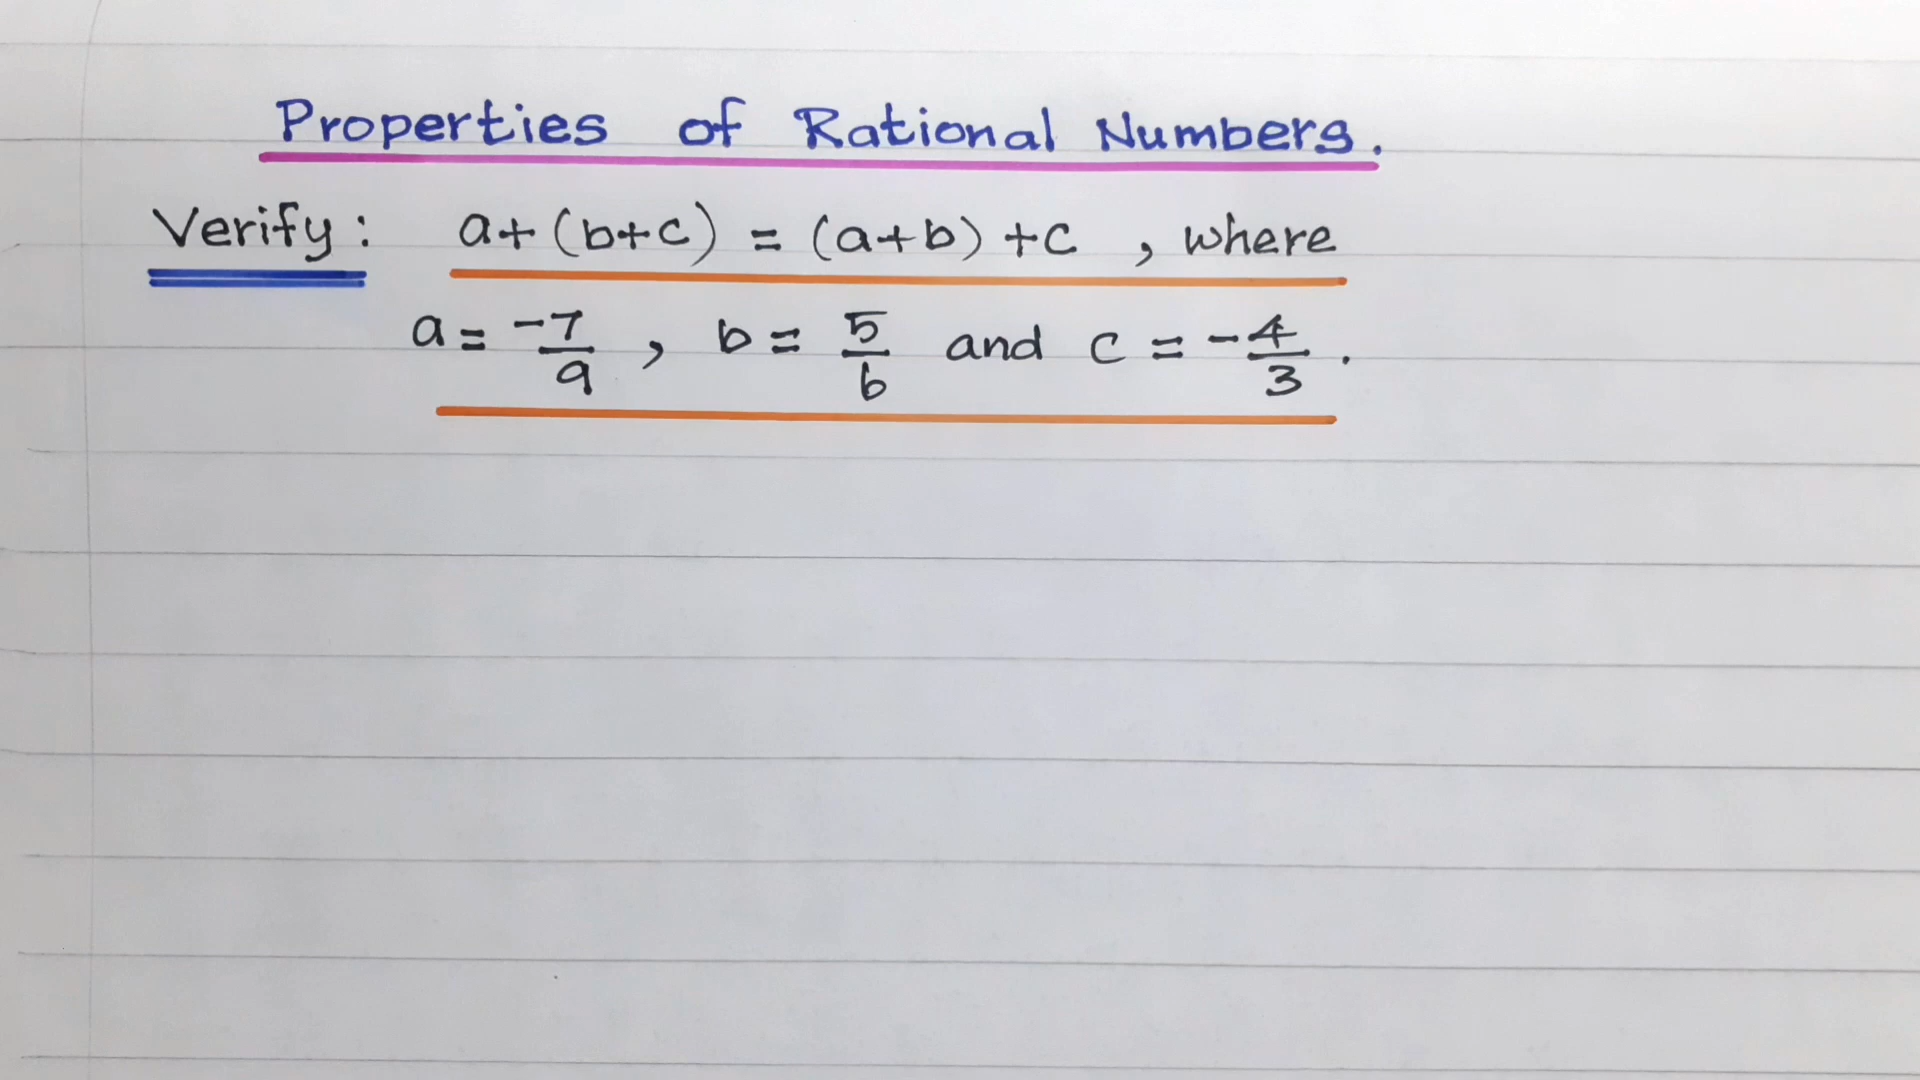 Properties of Rational Numbers.
Verify: a+(b+c) = (a+b)+c , where
a = -7/9 , b = 5/6 and c = -4/3 .